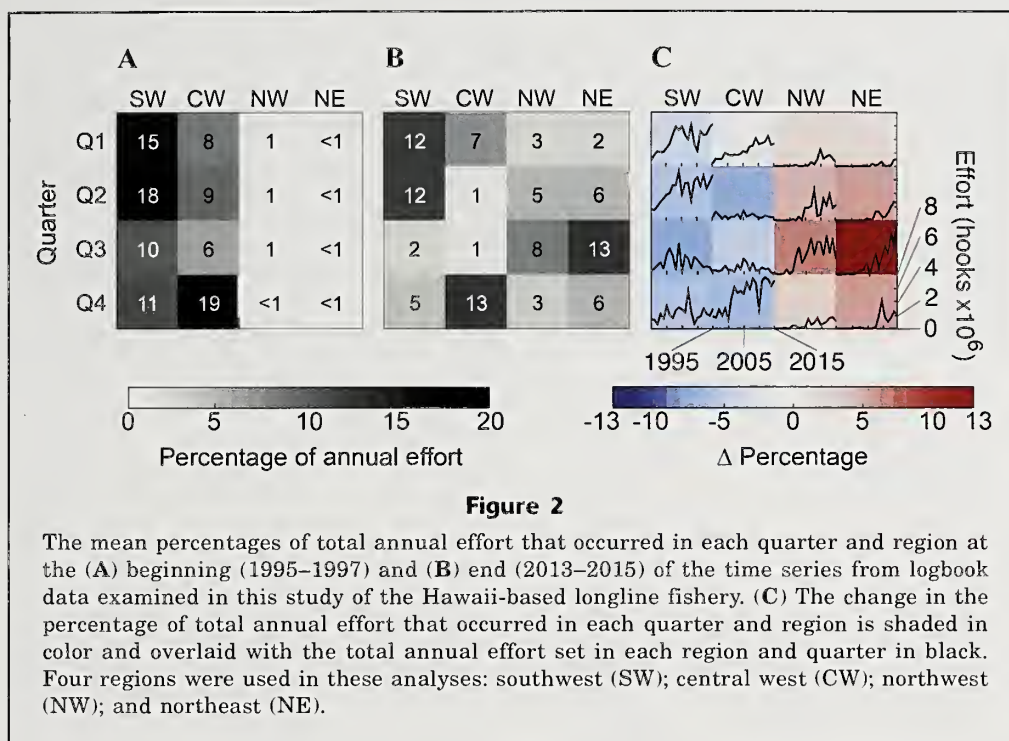 A B C
SW CW NW NE SW CW NW NE SW CW NW NE
Q1 15 8 1 <1 12 7 3 2
Q2 18 9 1 <1 12 1 5 6
Q3 10 6 1 <1 2 1 8 13
Q4 11 19 <1 <1 5 13 3 6
Quarter
8
6
4
2
0
Effort (hooks x10⁶)
1995 2005 2015
0 5 10 15 20
Percentage of annual effort
-13 -10 -5 0 5 10 13
Δ Percentage
Figure 2
The mean percentages of total annual effort that occurred in each quarter and region at
the (A) beginning (1995–1997) and (B) end (2013–2015) of the time series from logbook
data examined in this study of the Hawaii-based longline fishery. (C) The change in the
percentage of total annual effort that occurred in each quarter and region is shaded in
color and overlaid with the total annual effort set in each region and quarter in black.
Four regions were used in these analyses: southwest (SW); central west (CW); northwest
(NW); and northeast (NE).